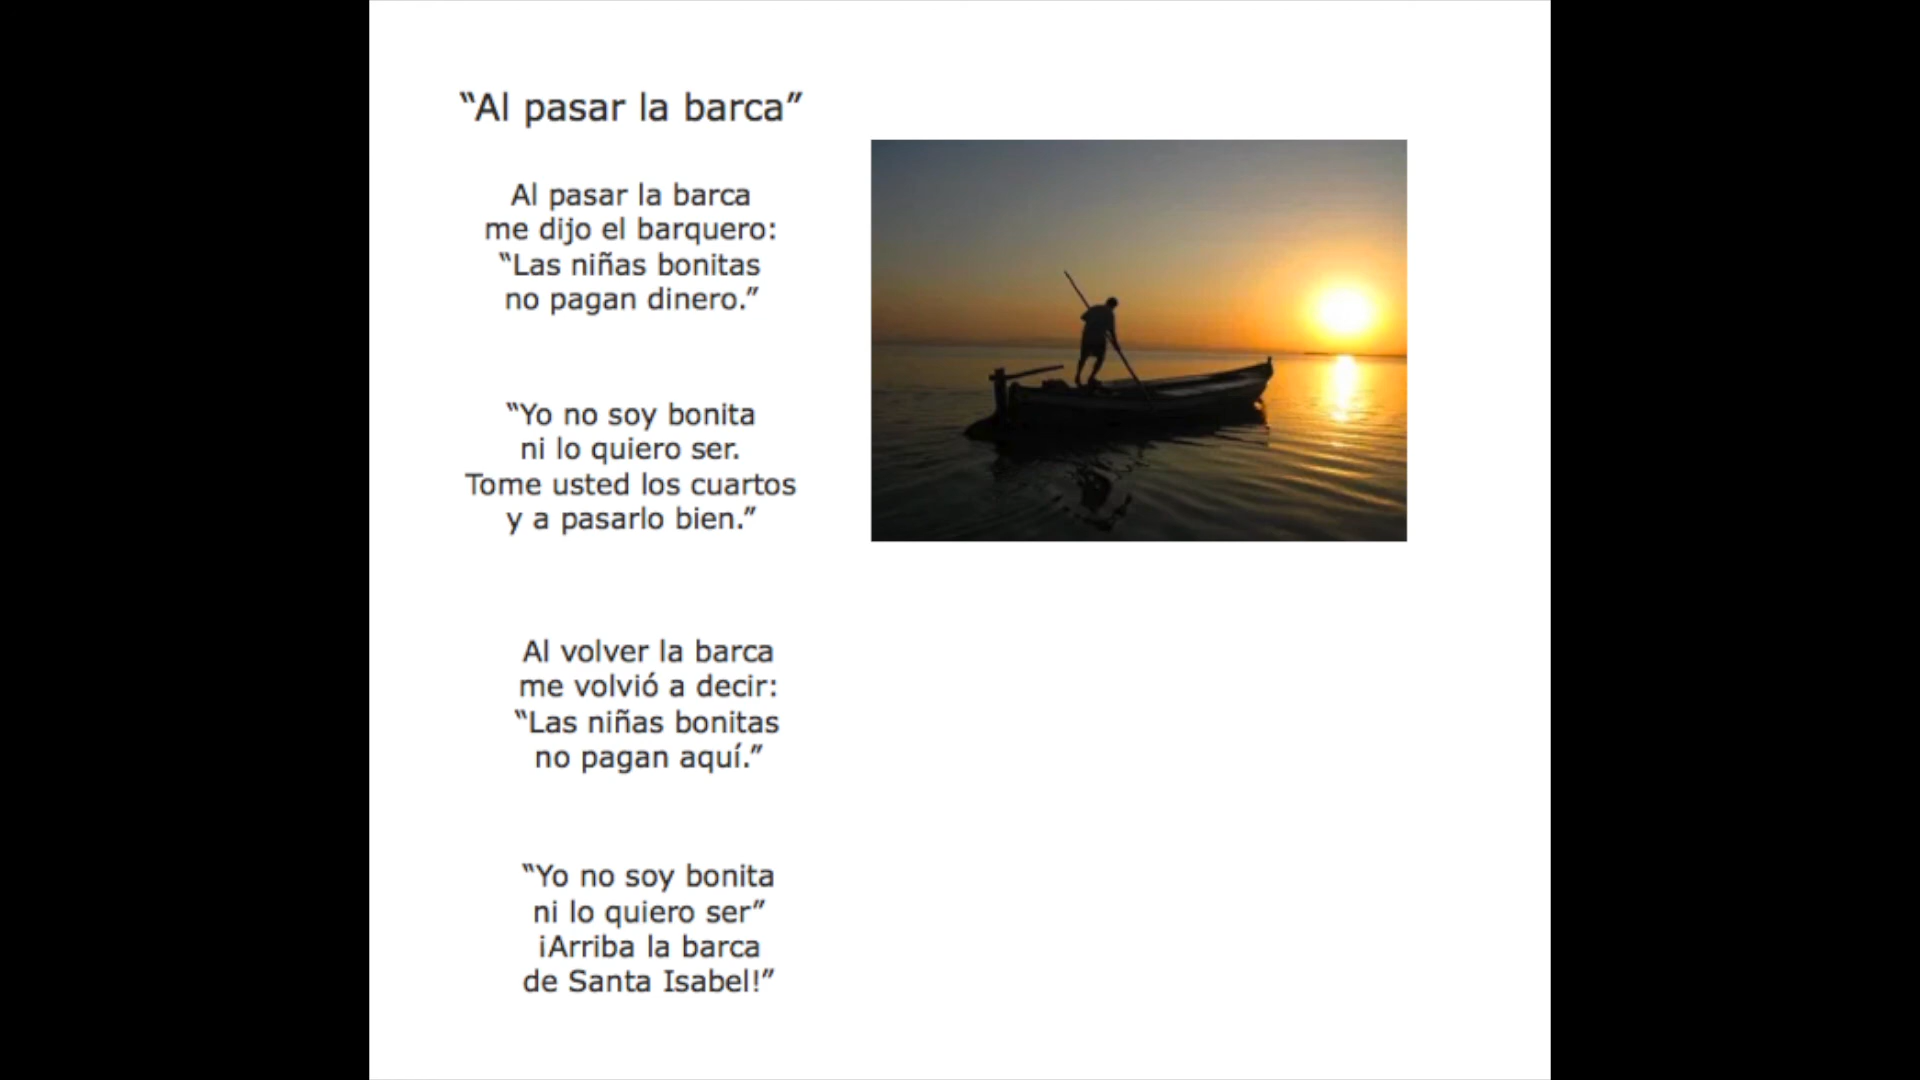 “Al pasar la barca”
Al pasar la barca
me dijo el barquero:
“Las niñas bonitas
no pagan dinero.”
“Yo no soy bonita
ni lo quiero ser.
Tome usted los cuartos
y a pasarlo bien.”
Al volver la barca
me volvió a decir:
“Las niñas bonitas
no pagan aquí.”
“Yo no soy bonita
ni lo quiero ser”
¡Arriba la barca
de Santa Isabel!”